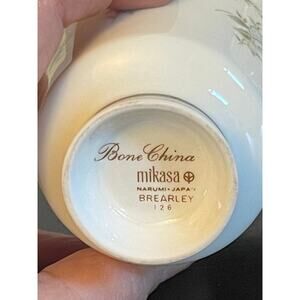 Bone China
mikasa
NARUMI • JAPAN
BREARLEY
126